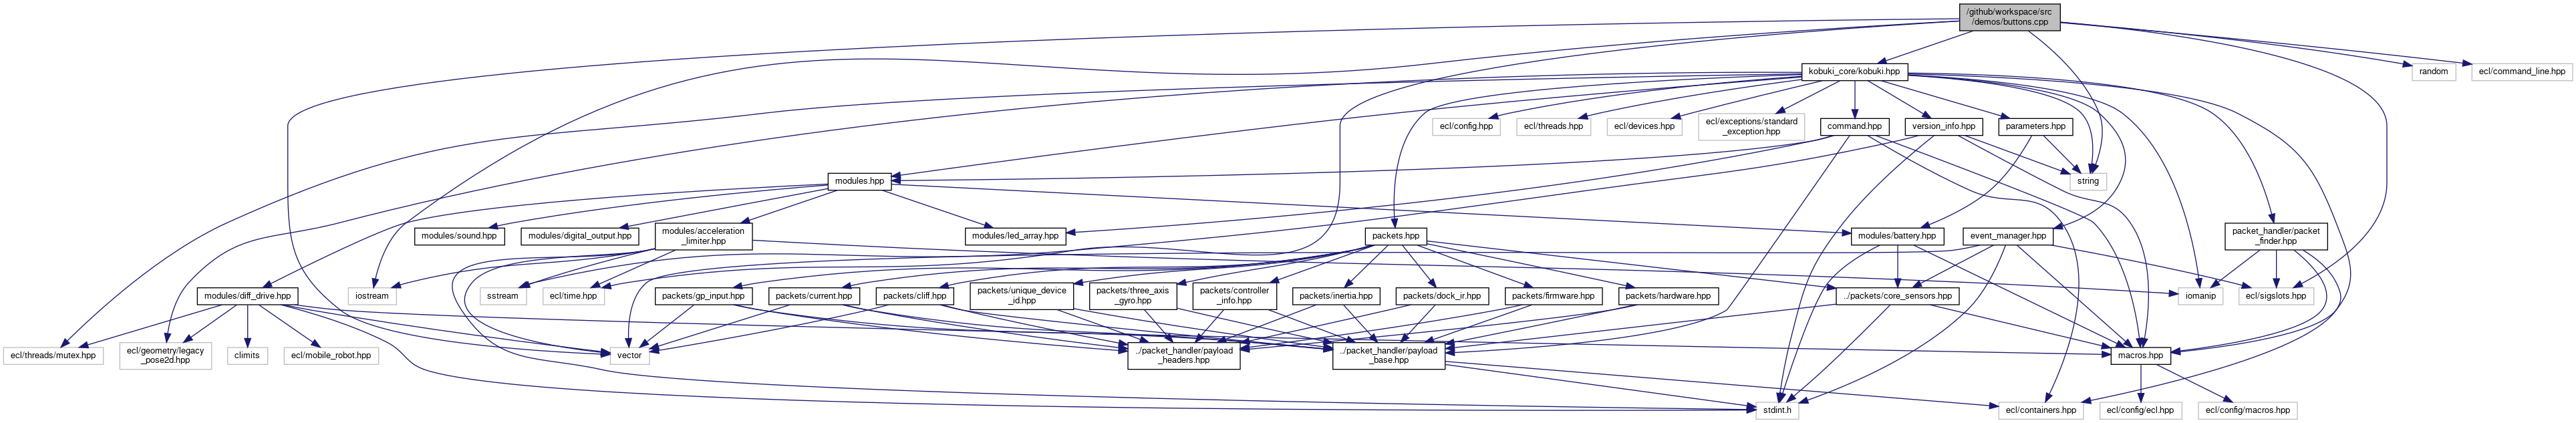 /github/workspace/src
/demos/buttons.cpp
kobuki_core/kobuki.hpp
random
ecl/command_line.hpp
ecl/config.hpp
ecl/threads.hpp
ecl/devices.hpp
ecl/exceptions/standard
_exception.hpp
command.hpp
version_info.hpp
parameters.hpp
modules.hpp
string
modules/sound.hpp
modules/digital_output.hpp
modules/acceleration
_limiter.hpp
modules/led_array.hpp
packets.hpp
modules/battery.hpp
event_manager.hpp
packet_handler/packet
_finder.hpp
modules/diff_drive.hpp
iostream
sstream
ecl/time.hpp
packets/gp_input.hpp
packets/current.hpp
packets/cliff.hpp
packets/unique_device
_id.hpp
packets/three_axis
_gyro.hpp
packets/controller
_info.hpp
packets/inertia.hpp
packets/dock_ir.hpp
packets/firmware.hpp
packets/hardware.hpp
../packets/core_sensors.hpp
iomanip
ecl/sigslots.hpp
ecl/threads/mutex.hpp
ecl/geometry/legacy
_pose2d.hpp
climits
ecl/mobile_robot.hpp
vector
../packet_handler/payload
_headers.hpp
../packet_handler/payload
_base.hpp
macros.hpp
stdint.h
ecl/containers.hpp
ecl/config/ecl.hpp
ecl/config/macros.hpp